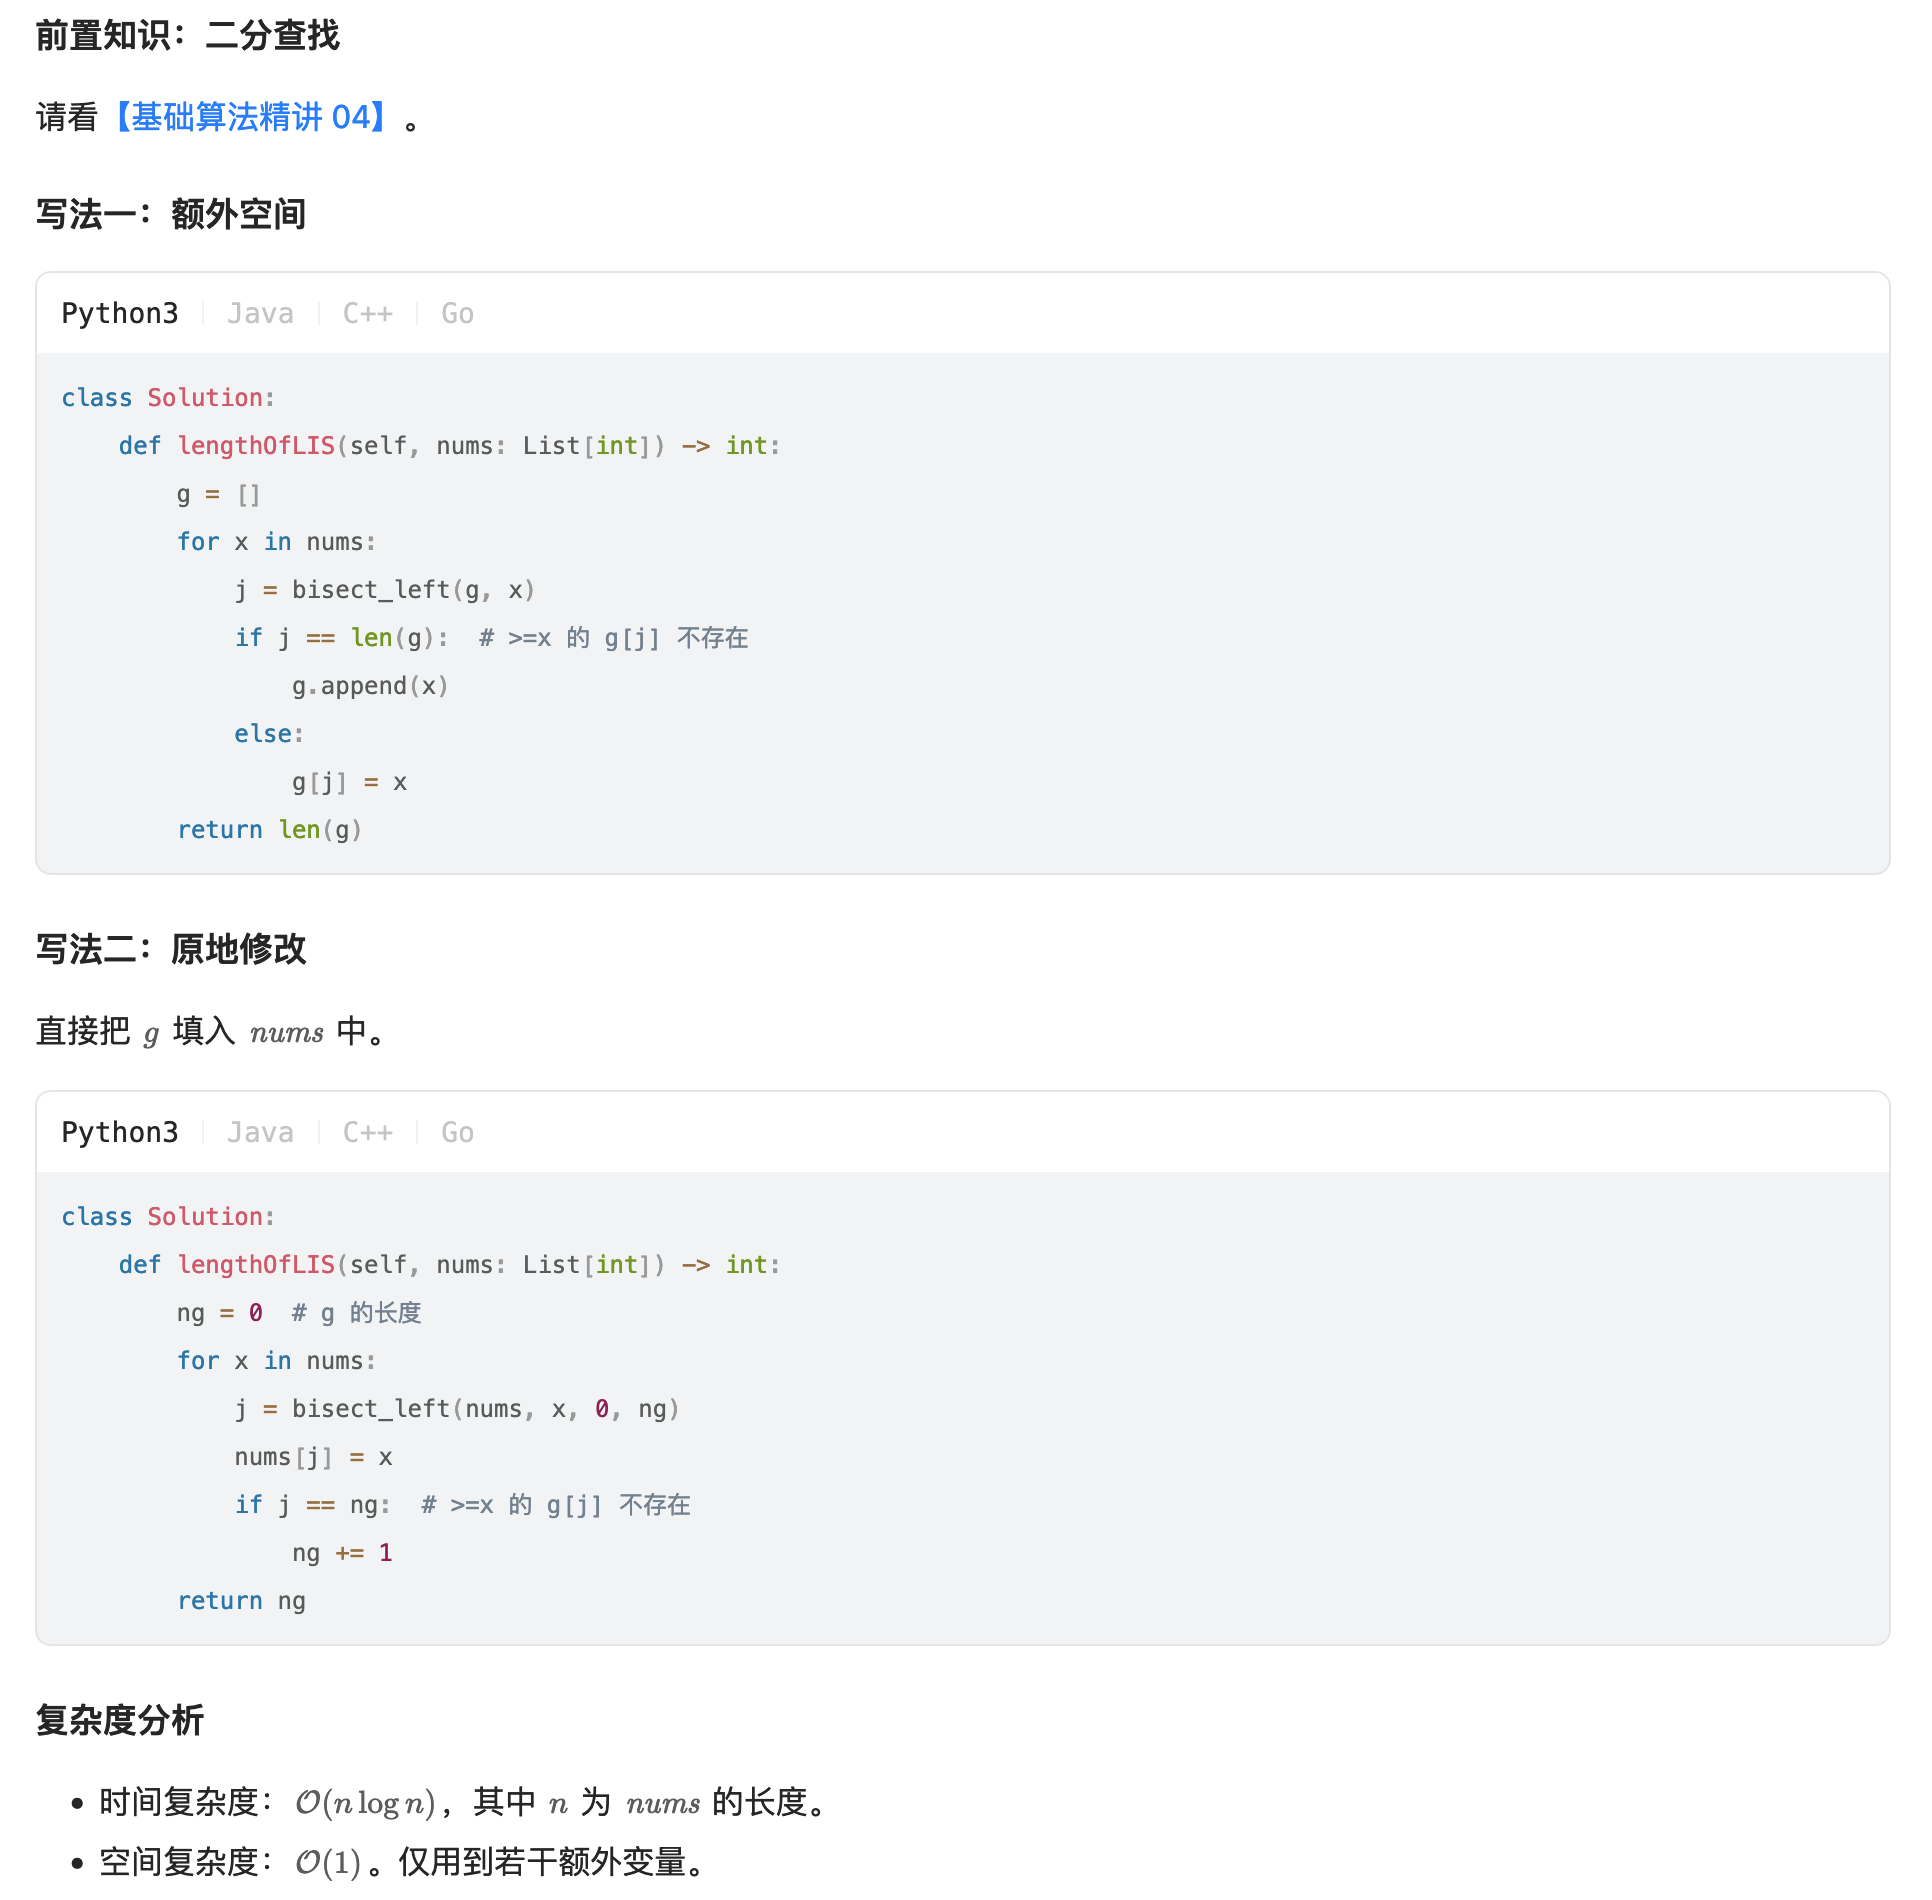 前置知识：二分查找
请看【基础算法精讲 04】。
写法一：额外空间
Python3 | Java | C++ | Go
class Solution:
    def lengthOfLIS(self, nums: List[int]) -> int:
        g = []
        for x in nums:
            j = bisect_left(g, x)
            if j == len(g):  # >=x 的 g[j] 不存在
                g.append(x)
            else:
                g[j] = x
        return len(g)
写法二：原地修改
直接把 g 填入 nums 中。
Python3 | Java | C++ | Go
class Solution:
    def lengthOfLIS(self, nums: List[int]) -> int:
        ng = 0  # g 的长度
        for x in nums:
            j = bisect_left(nums, x, 0, ng)
            nums[j] = x
            if j == ng:  # >=x 的 g[j] 不存在
                ng += 1
        return ng
复杂度分析
• 时间复杂度：O(n log n)，其中 n 为 nums 的长度。
• 空间复杂度：O(1)。仅用到若干额外变量。